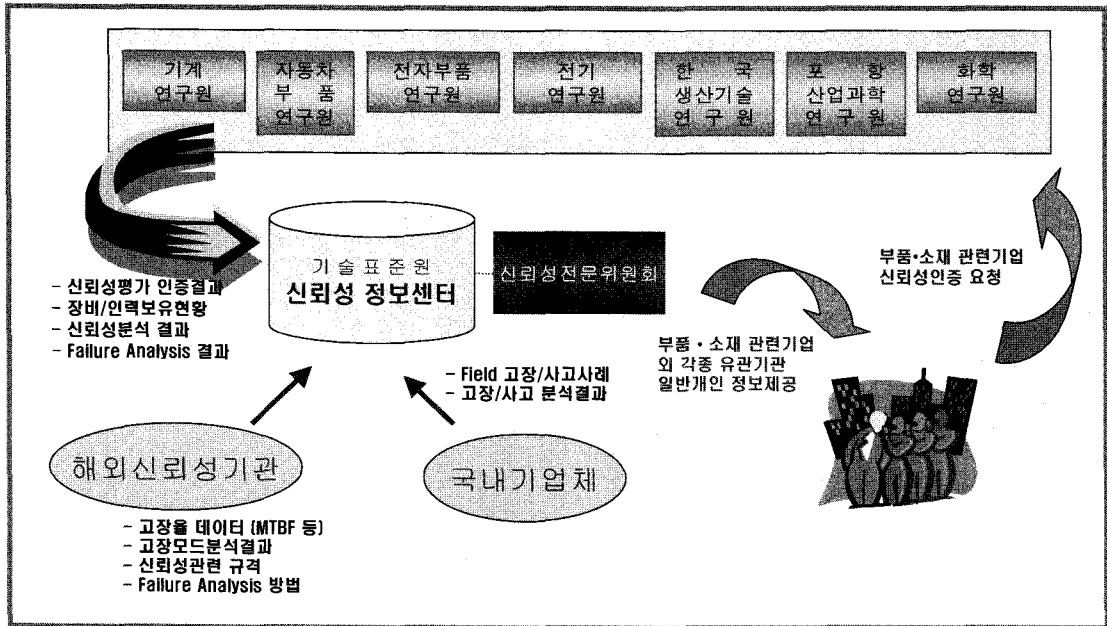 기계
연구원
자동차
부 품
연구원
전자부품
연구원
전기
연구원
한 국
생산기술
연 구 원
포 항
산업과학
연 구 원
화학
연구원
기술표준원
신뢰성 정보센터
신뢰성전문위원회
- 신뢰성평가 인증결과
- 장비/인력보유현황
- 신뢰성분석 결과
- Failure Analysis 결과
- Field 고장/사고사례
- 고장/사고 분석결과
부품 • 소재 관련기업
외 각종 유관기관
일반개인 정보제공
부품•소재 관련기업
신뢰성인증 요청
해외신뢰성기관
국내기업체
- 고장율 데이터 (MTBF 등)
- 고장모드분석결과
- 신뢰성관련 규격
- Failure Analysis 방법